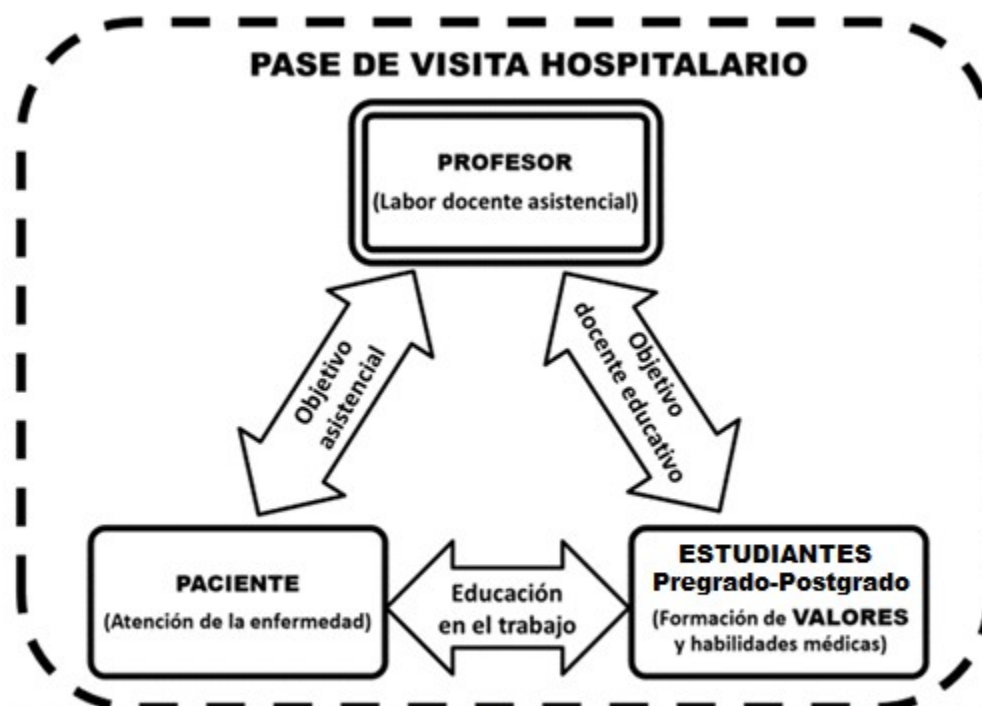 PASE DE VISITA HOSPITALARIO
PROFESOR
(Labor docente asistencial)
Objetivo
asistencial
Objetivo
docente educativo
PACIENTE
(Atención de la enfermedad)
Educación
en el trabajo
ESTUDIANTES
Pregrado-Postgrado
(Formación de VALORES
y habilidades médicas)